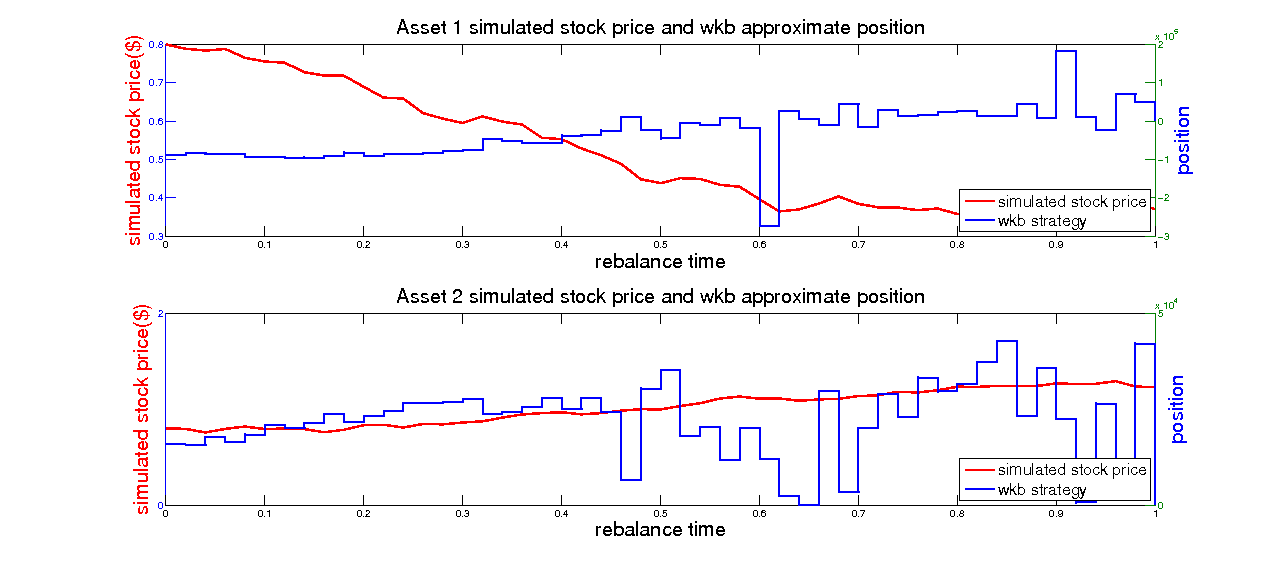 Asset 1 simulated stock price and wkb approximate position
x 10^5
0.8 2
0.7 1
0.6 0
0.5 -1
0.4 -2
0.3 -3
simulated stock price($)
position
simulated stock price
wkb strategy
0 0.1 0.2 0.3 0.4 0.5 0.6 0.7 0.8 0.9 1
rebalance time
Asset 2 simulated stock price and wkb approximate position
x 10^4
2 5
0 0
simulated stock price($)
position
simulated stock price
wkb strategy
0 0.1 0.2 0.3 0.4 0.5 0.6 0.7 0.8 0.9 1
rebalance time